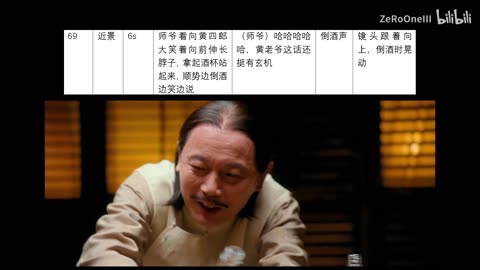 ZeRoOneIII bilibili
69
近景
6s
师爷看向黄四郎
大笑着向前伸长
脖子，拿起酒杯站
起来，顺势边倒酒
边笑边说
（师爷）哈哈哈哈
哈，黄老爷这话还
挺有玄机
倒酒声
镜头跟着向
上，倒酒时晃
动